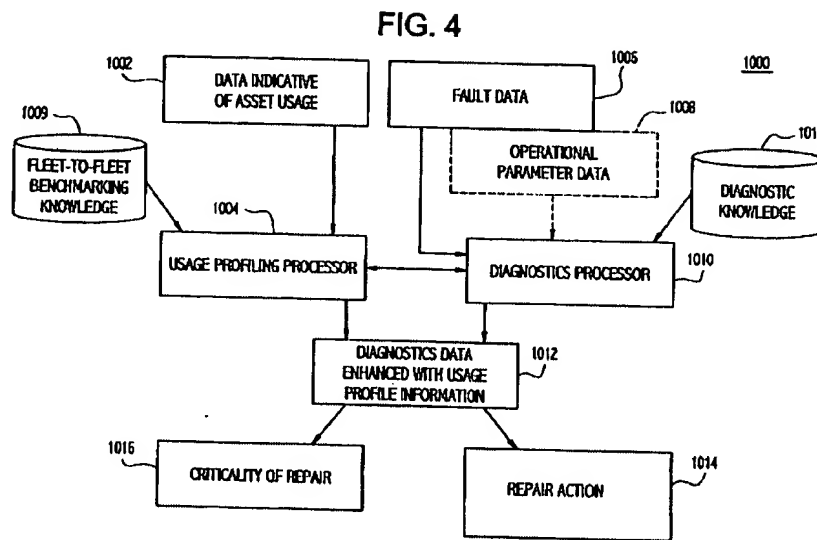 FIG. 4
1002
DATA INDICATIVE
OF ASSET USAGE
1006
FAULT DATA
1000
1009
FLEET-TO-FLEET
BENCHMARKING
KNOWLEDGE
1008
OPERATIONAL
PARAMETER DATA
101
DIAGNOSTIC
KNOWLEDGE
1004
USAGE PROFILING PROCESSOR
DIAGNOSTICS PROCESSOR
1010
DIAGNOSTICS DATA
ENHANCED WITH USAGE
PROFILE INFORMATION
1012
1016
CRITICALITY OF REPAIR
REPAIR ACTION
1014